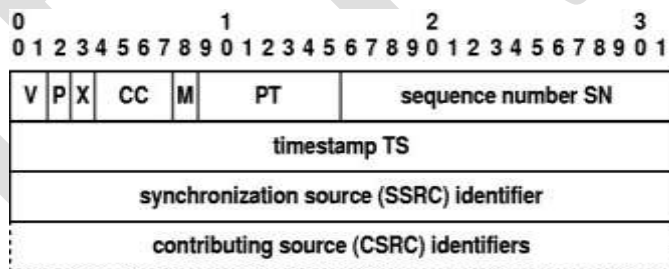 0 1 2 3
0 1 2 3 4 5 6 7 8 9 0 1 2 3 4 5 6 7 8 9 0 1 2 3 4 5 6 7 8 9 0 1
V P X CC M PT sequence number SN
timestamp TS
synchronization source (SSRC) identifier
contributing source (CSRC) identifiers